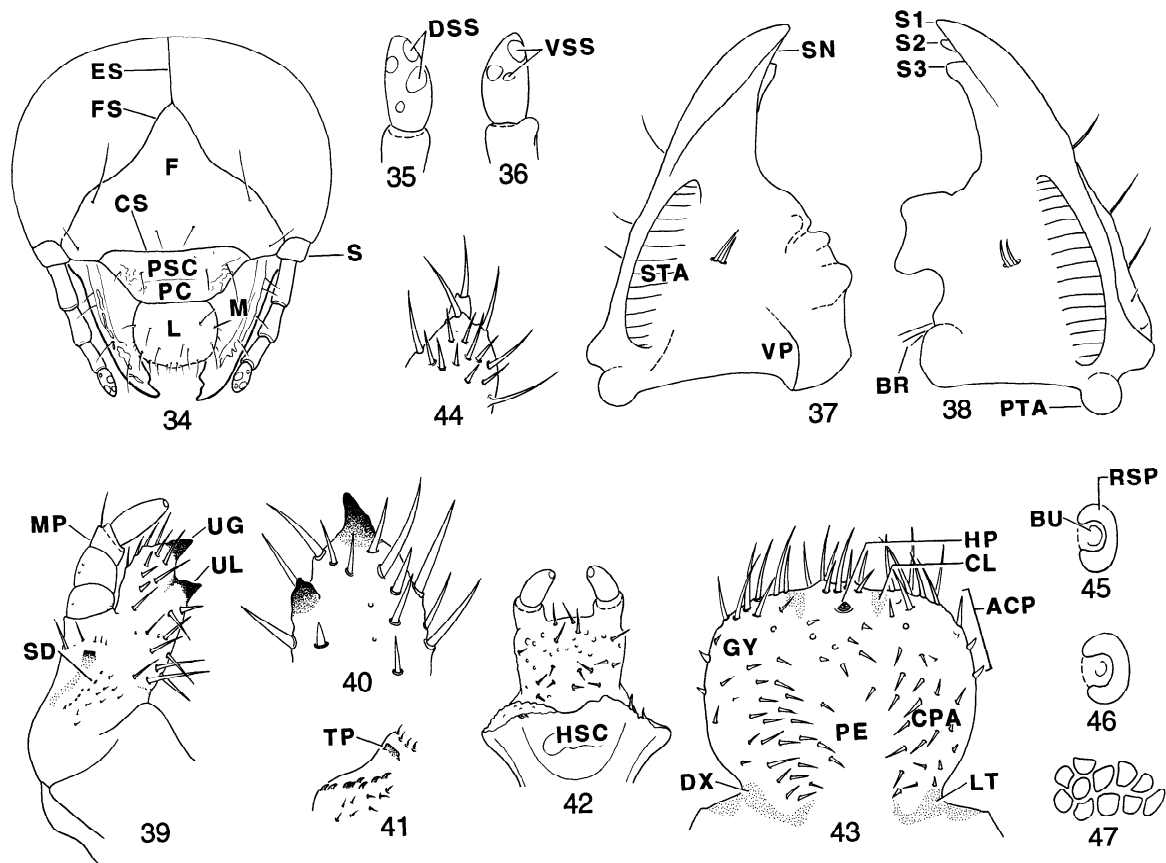 ES
FS
F
CS
PSC
PC
M
L
S
34
DSS
35
VSS
36
44
SN
STA
VP
37
S1
S2
S3
BR
38
PTA
MP
UG
UL
SD
39
40
TP
41
HSC
42
HP
CL
ACP
GY
CPA
PE
DX
LT
43
RSP
BU
45
46
47